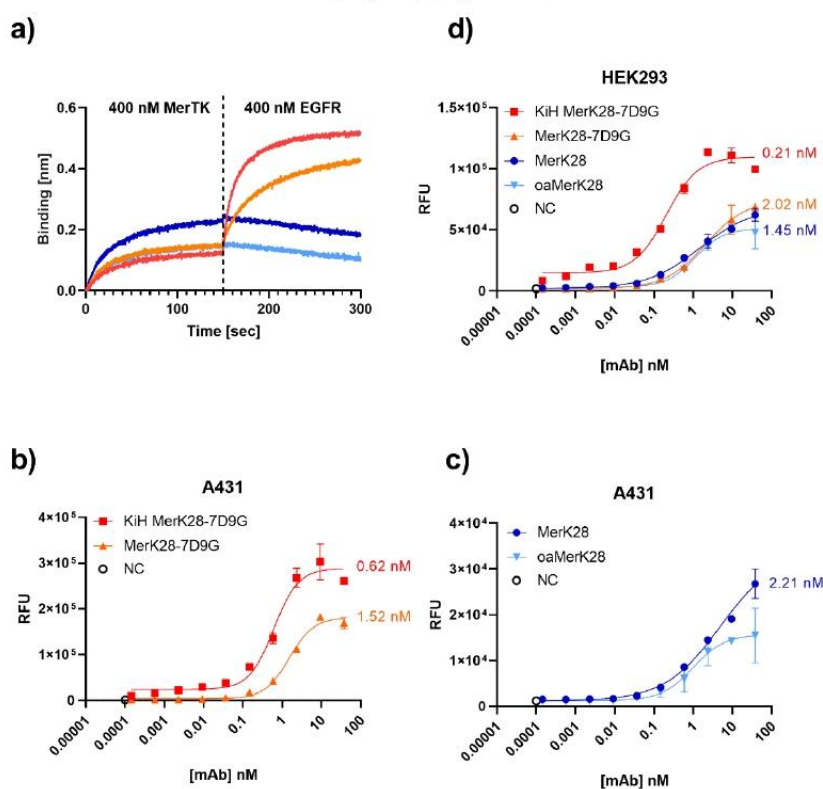 a)
400 nM MerTK
400 nM EGFR
Binding [nm]
0.6
0.4
0.2
0.0
0
100
200
300
Time [sec]
d)
HEK293
RFU
1.5×10⁵
1×10⁵
5×10⁴
0
KiH MerK28-7D9G
MerK28-7D9G
MerK28
oaMerK28
NC
0.21 nM
2.02 nM
1.45 nM
0.00001
0.0001
0.001
0.01
0.1
1
10
100
[mAb] nM
b)
A431
RFU
4×10⁵
3×10⁵
2×10⁵
1×10⁵
0
KiH MerK28-7D9G
MerK28-7D9G
NC
0.62 nM
1.52 nM
0.00001
0.0001
0.001
0.01
0.1
1
10
100
[mAb] nM
c)
A431
RFU
4×10⁴
3×10⁴
2×10⁴
1×10⁴
0
MerK28
oaMerK28
NC
2.21 nM
0.00001
0.0001
0.001
0.01
0.1
1
10
100
[mAb] nM